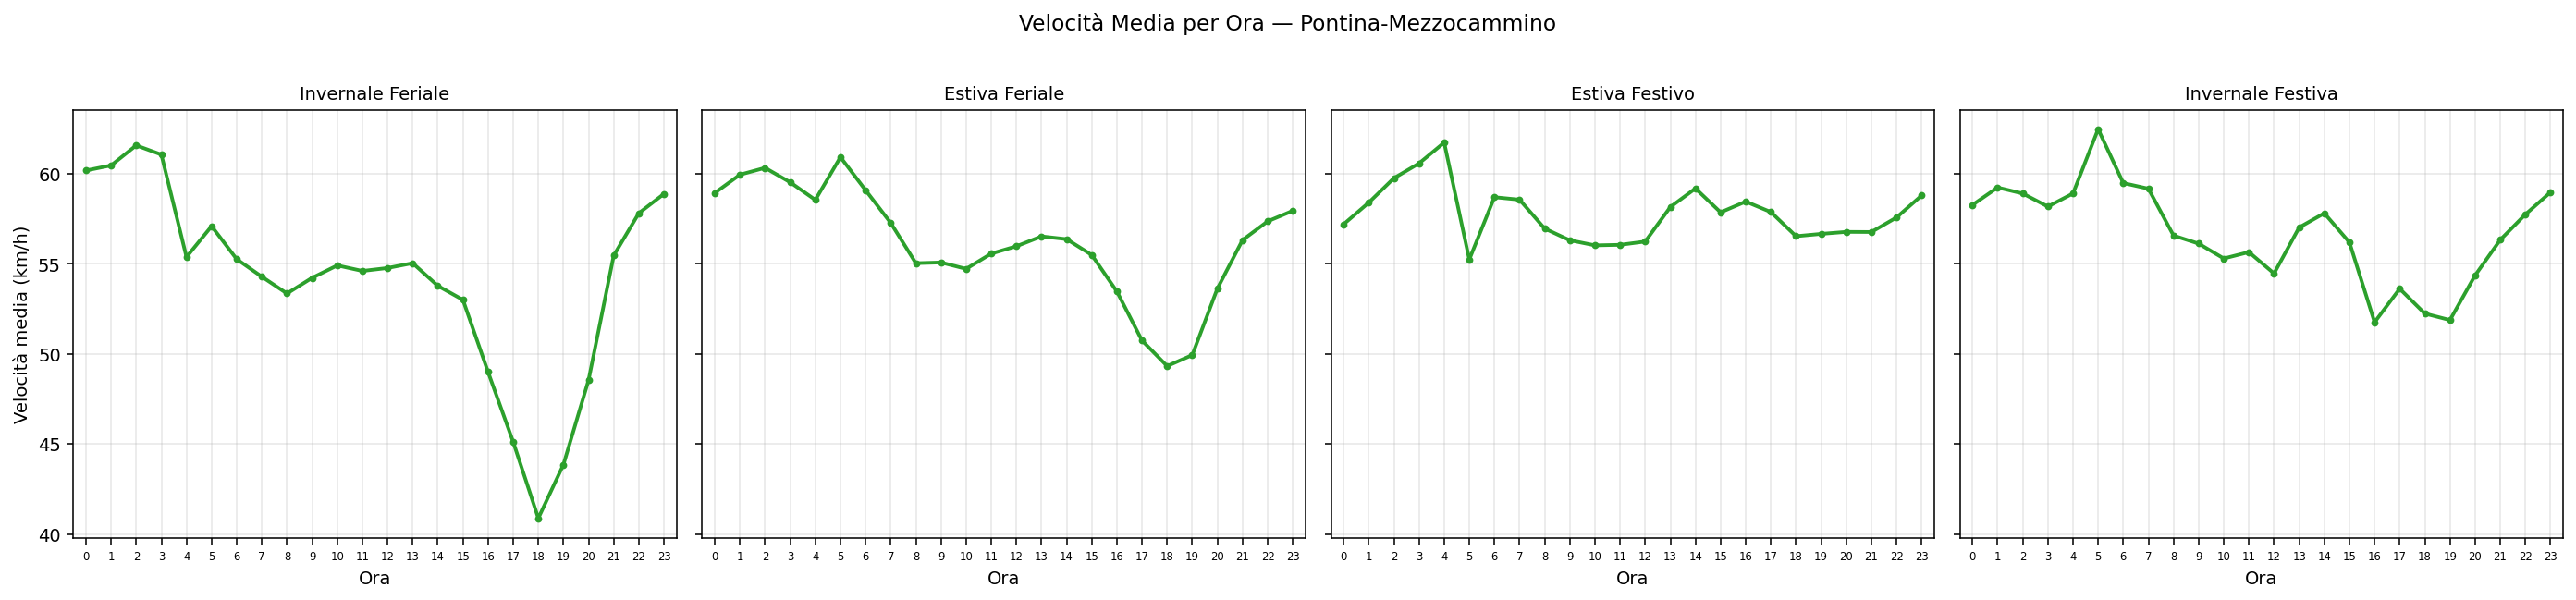 Velocità Media per Ora — Pontina-Mezzocammino
Invernale Feriale
Estiva Feriale
Estiva Festivo
Invernale Festiva
Velocità media (km/h)
60
55
50
45
40
0 1 2 3 4 5 6 7 8 9 10 11 12 13 14 15 16 17 18 19 20 21 22 23
0 1 2 3 4 5 6 7 8 9 10 11 12 13 14 15 16 17 18 19 20 21 22 23
0 1 2 3 4 5 6 7 8 9 10 11 12 13 14 15 16 17 18 19 20 21 22 23
0 1 2 3 4 5 6 7 8 9 10 11 12 13 14 15 16 17 18 19 20 21 22 23
Ora
Ora
Ora
Ora